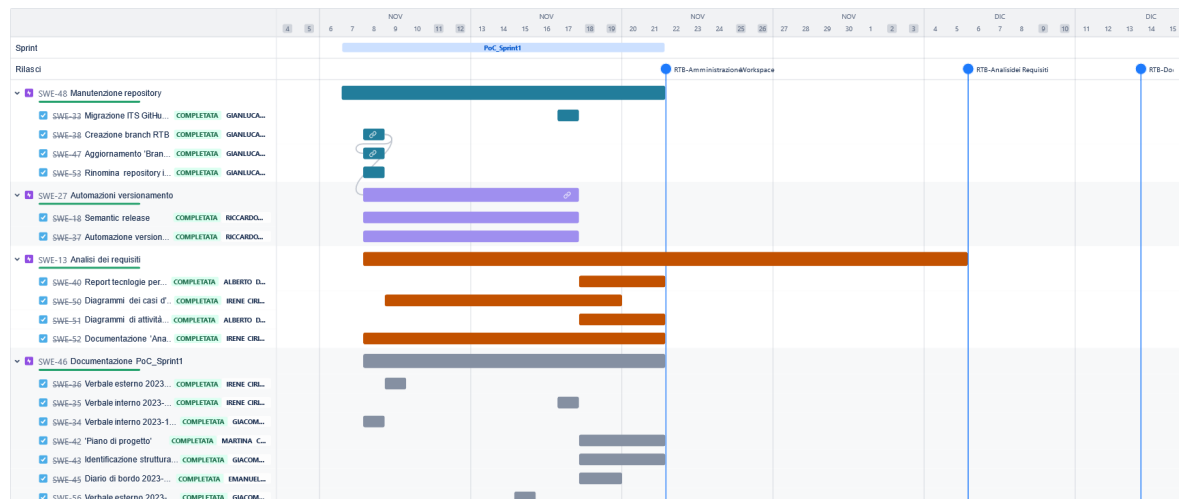 NOV NOV NOV DIC DIC
4 5 6 7 8 9 10 11 12 13 14 15 16 17 18 19 20 21 22 23 24 25 26 27 28 29 30 1 2 3 4 5 6 7 8 9 10 11 12 13 14 15
Sprint PoC_Sprint1
Rilasci RTB-AmministrazioneWorkspace RTB-Analisidei Requisiti RTB-Do
SWE-48 Manutenzione repository
SWE-33 Migrazione ITS GitHu... COMPLETATA GIANLUCA...
SWE-38 Creazione branch RTB COMPLETATA GIANLUCA...
SWE-47 Aggiornamento 'Bran... COMPLETATA GIANLUCA...
SWE-53 Rinomina repository i... COMPLETATA GIANLUCA...
SWE-27 Automazioni versionamento
SWE-18 Semantic release COMPLETATA RICCARDO...
SWE-37 Automazione version... COMPLETATA RICCARDO...
SWE-13 Analisi dei requisiti
SWE-40 Report tecnlogie per... COMPLETATA ALBERTO D...
SWE-50 Diagrammi dei casi d'.. COMPLETATA IRENE CIRI...
SWE-51 Diagrammi di attività... COMPLETATA ALBERTO D...
SWE-52 Documentazione 'Ana... COMPLETATA IRENE CIRI...
SWE-46 Documentazione PoC_Sprint1
SWE-36 Verbale esterno 2023... COMPLETATA IRENE CIRI...
SWE-35 Verbale interno 2023-... COMPLETATA IRENE CIRI...
SWE-34 Verbale interno 2023-1... COMPLETATA GIACOM...
SWE-42 'Piano di progetto' COMPLETATA MARTINA C...
SWE-43 Identificazione struttura... COMPLETATA GIACOM...
SWE-45 Diario di bordo 2023-... COMPLETATA EMANUEL...
SWE-56 Verbale esterno 2023- COMPLETATA GIACOM...